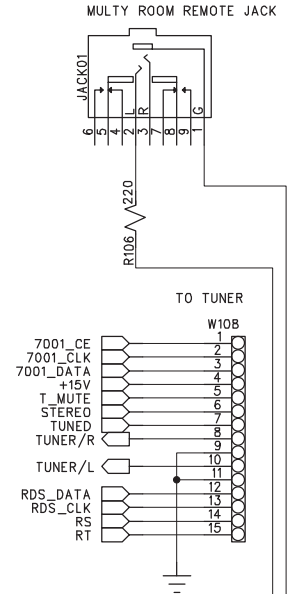 MULTY ROOM REMOTE JACK
JACK01
L R G
6 5 4 2 3 7 8 9 1
220
R106
TO TUNER
W10B
7001_CE 1
7001_CLK 2
7001_DATA 3
+15V 4
T_MUTE 5
STEREO 6
TUNED 7
TUNER/R 8
9
TUNER/L 10
11
RDS_DATA 12
RDS_CLK 13
RS 14
RT 15